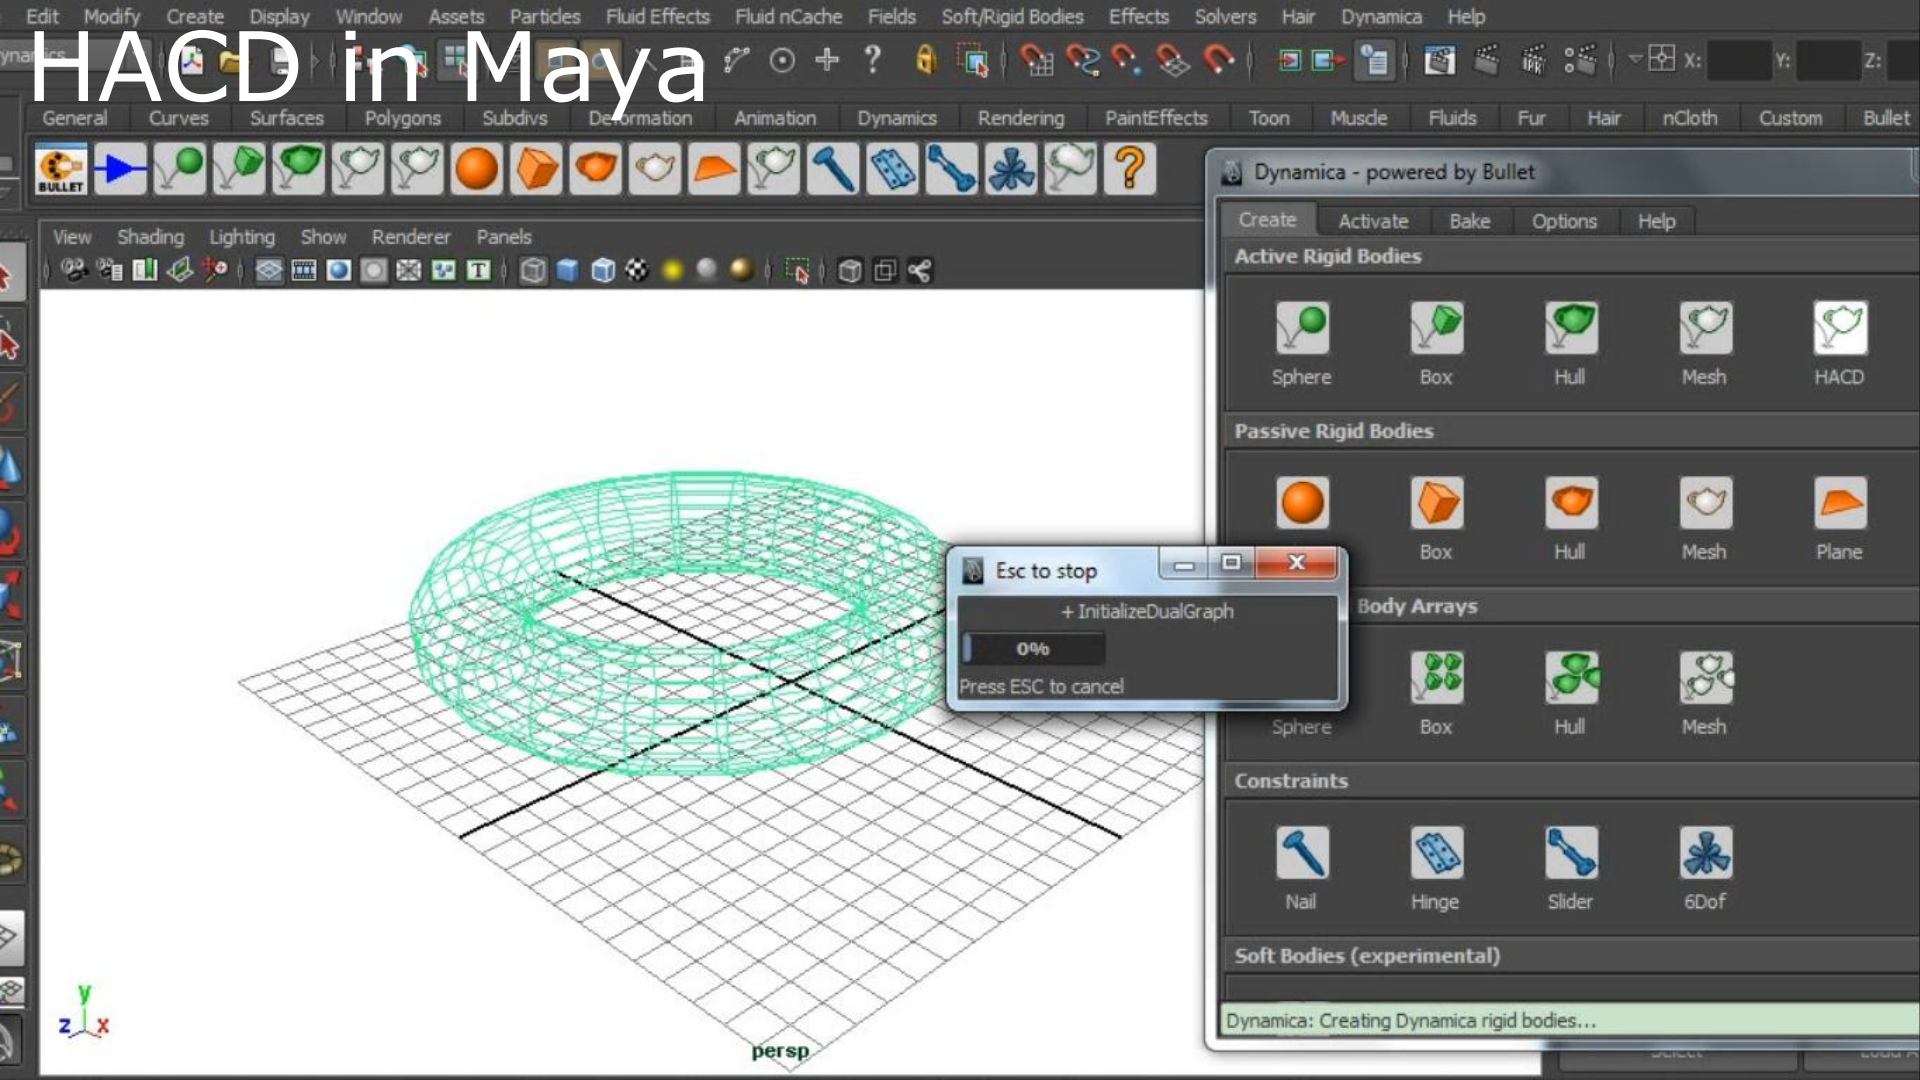 Edit Modify Create Display Window Assets Particles Fluid Effects Fluid nCache Fields Soft/Rigid Bodies Effects Solvers Hair Dynamica Help
HACD in Maya
X: Y: Z:
General Curves Surfaces Polygons Subdivs Deformation Animation Dynamics Rendering PaintEffects Toon Muscle Fluids Fur Hair nCloth Custom Bullet
BULLET
Dynamica - powered by Bullet
Create Activate Bake Options Help
View Shading Lighting Show Renderer Panels
Active Rigid Bodies
Sphere Box Hull Mesh HACD
Passive Rigid Bodies
Box Hull Mesh Plane
Esc to stop
+ InitializeDualGraph
0%
Press ESC to cancel
Body Arrays
Sphere Box Hull Mesh
Constraints
Nail Hinge Slider 6Dof
Soft Bodies (experimental)
Dynamica: Creating Dynamica rigid bodies...
y
z x
persp